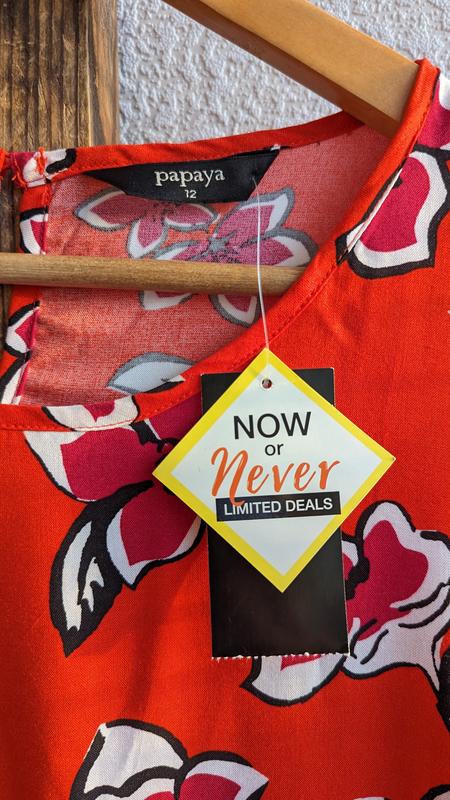 papaya
12
NOW
or
Never
LIMITED DEALS